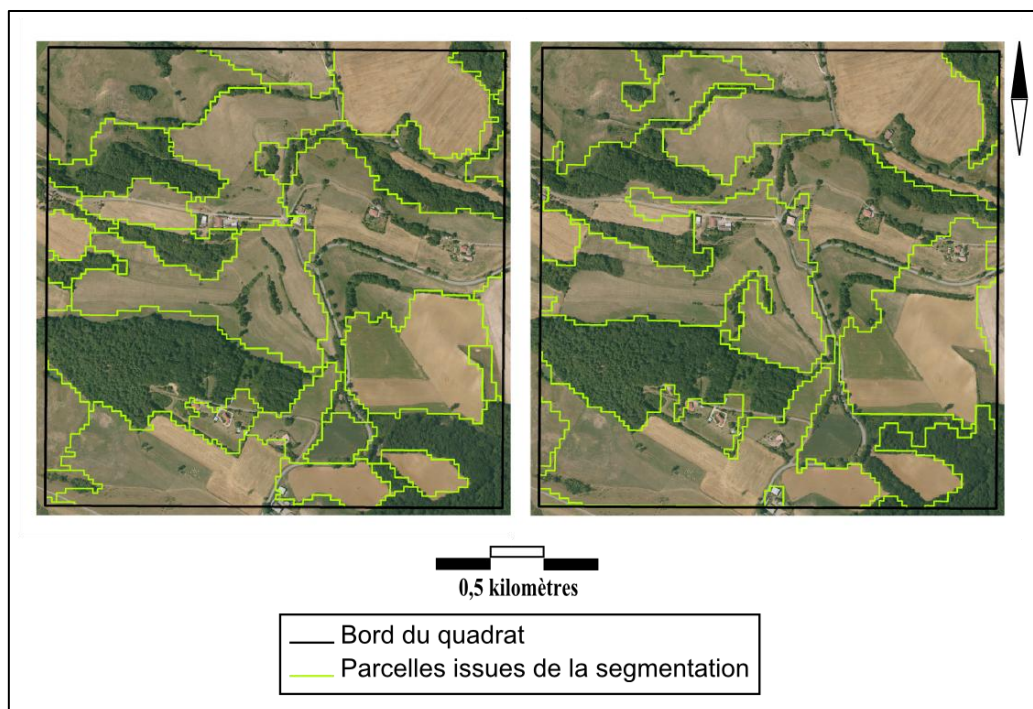 0,5 kilomètres
Bord du quadrat
Parcelles issues de la segmentation